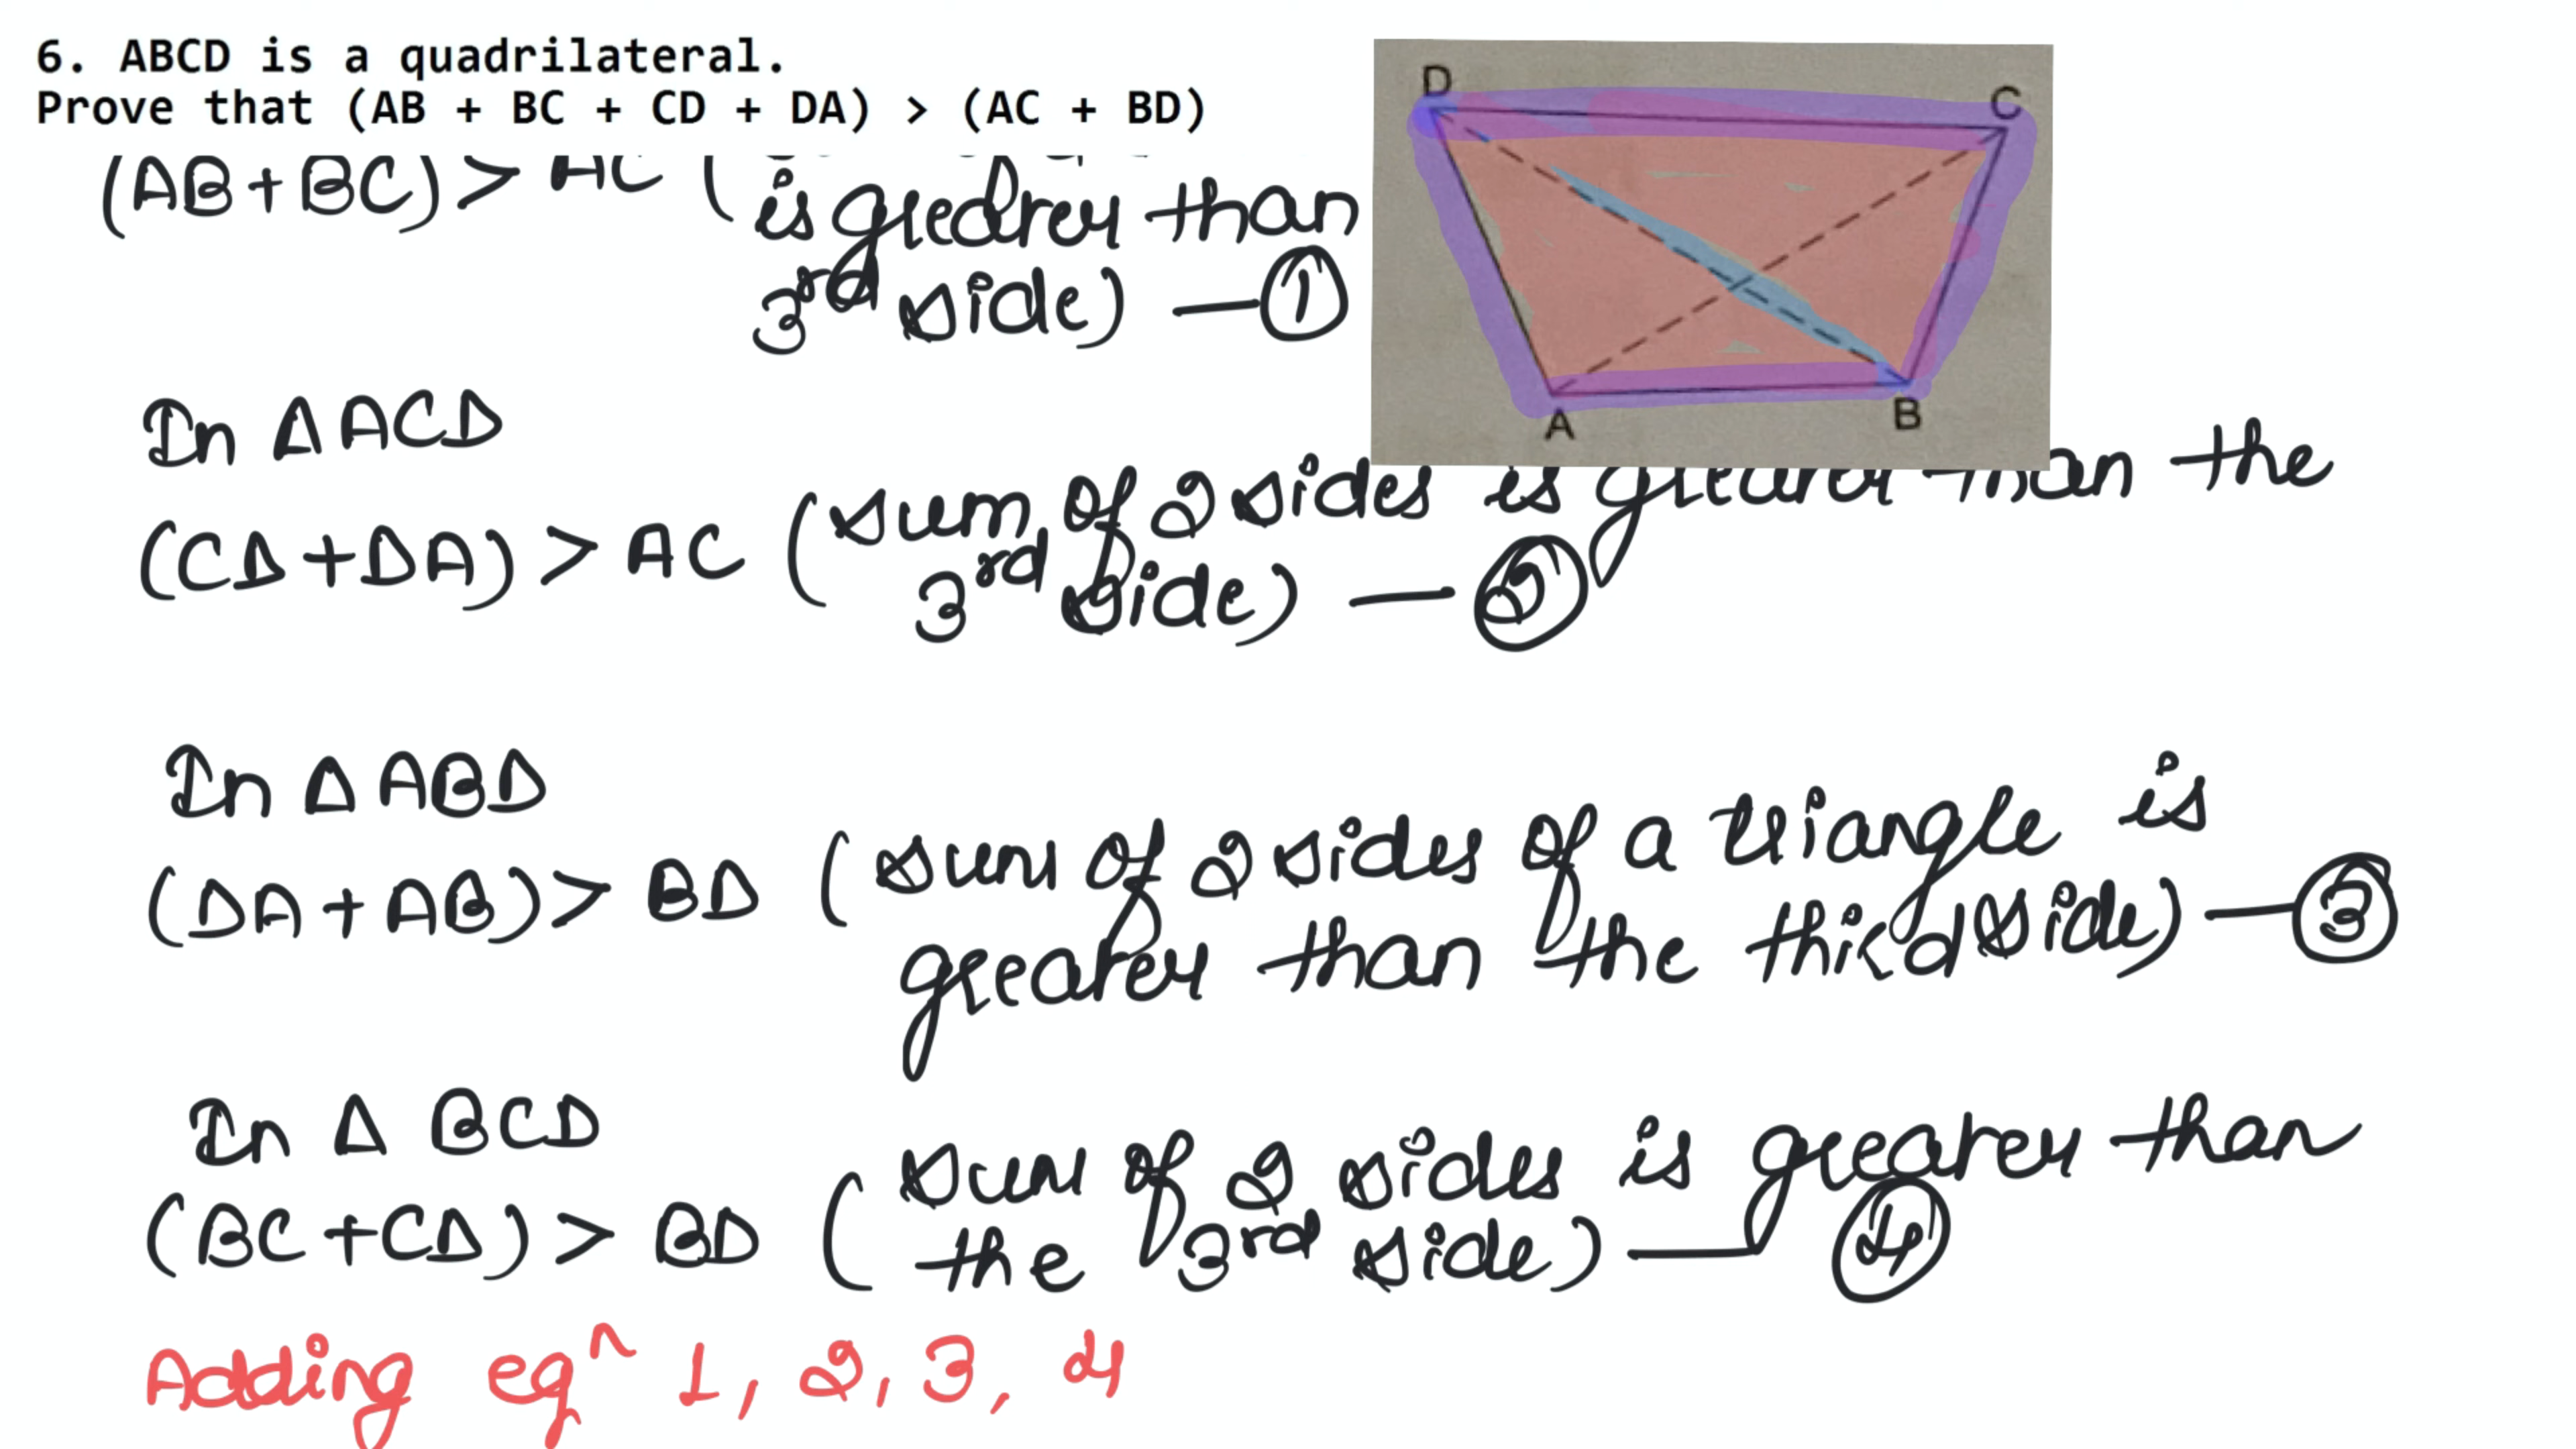 6. ABCD is a quadrilateral.
Prove that (AB + BC + CD + DA) > (AC + BD)
D
C
A
B
(AB+BC) > AC (
is greater than
3rd side) — 1
In Δ ACD
(CD+DA) > AC (sum of 2 sides is greater than the
3rd side) — 2
In Δ ABD
(DA+AB) > BD (sum of 2 sides of a triangle is
greater than the third side) — 3
In Δ BCD
(BC+CD) > BD (sum of 2 sides is greater than
the 3rd side) — 4
Adding eqn 1, 2, 3, 4